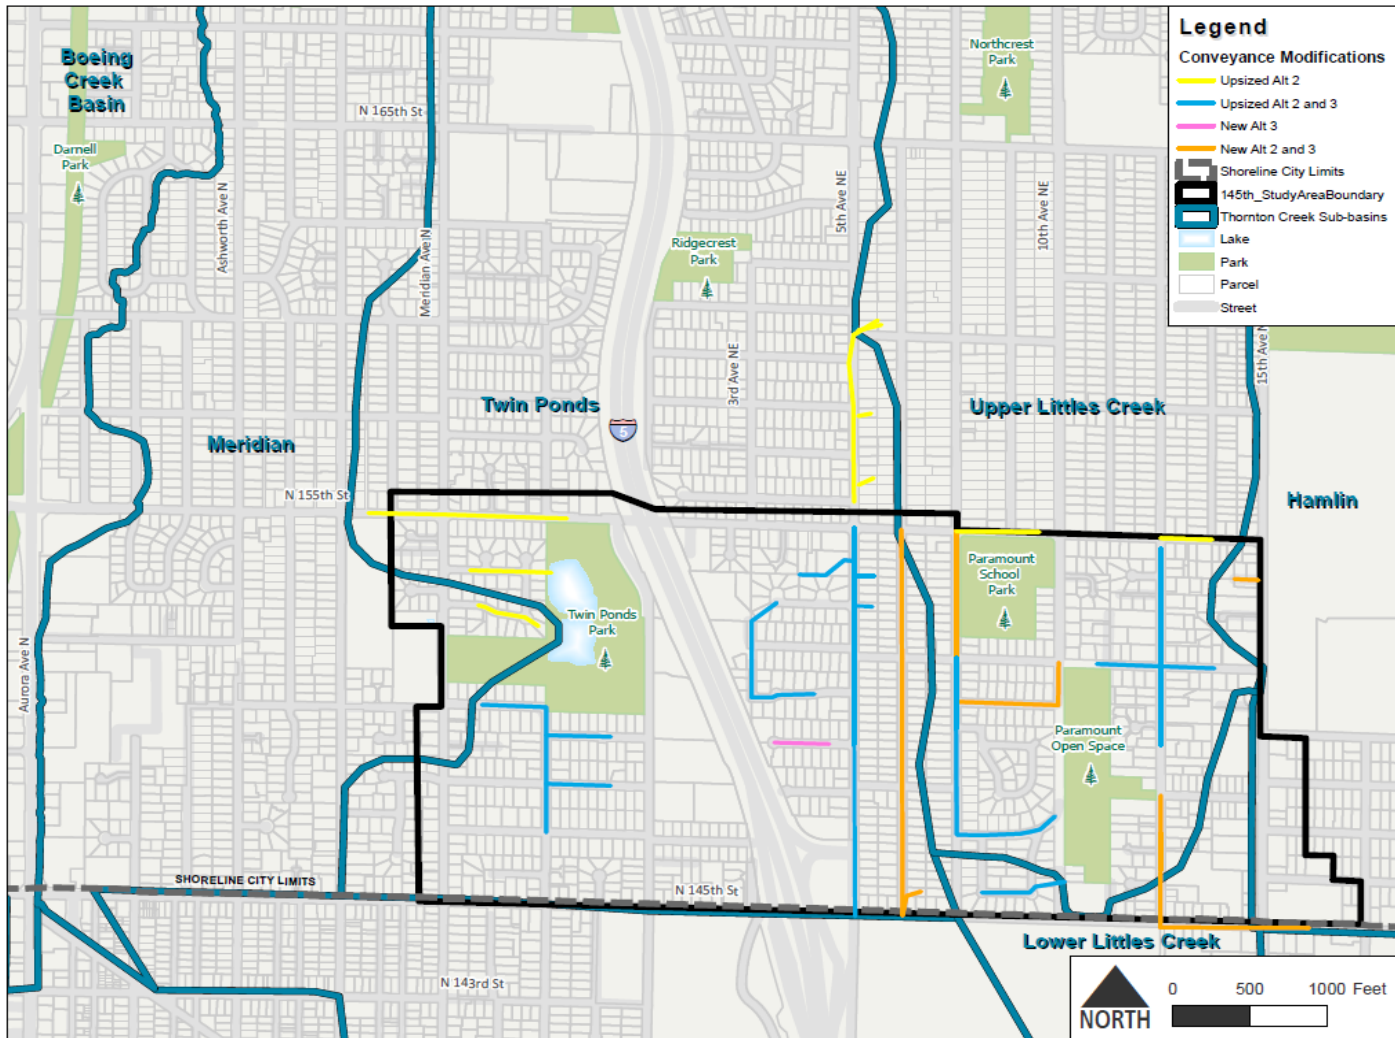 Boeing
Creek
Basin
Darnell
Park
N 165th St
Ashworth Ave N
Meridian Ave N
Northcrest
Park
5th Ave NE
10th Ave NE
Ridgecrest
Park
3rd Ave NE
15th Ave N
Twin Ponds
5
Upper Littles Creek
Meridian
Hamlin
N 155th St
Paramount
School
Park
Twin Ponds
Park
Aurora Ave N
Paramount
Open Space
SHORELINE CITY LIMITS
N 145th St
Lower Littles Creek
N 143rd St
Legend
Conveyance Modifications
Upsized Alt 2
Upsized Alt 2 and 3
New Alt 3
New Alt 2 and 3
Shoreline City Limits
145th_StudyAreaBoundary
Thornton Creek Sub-basins
Lake
Park
Parcel
Street
NORTH
0 500 1000 Feet